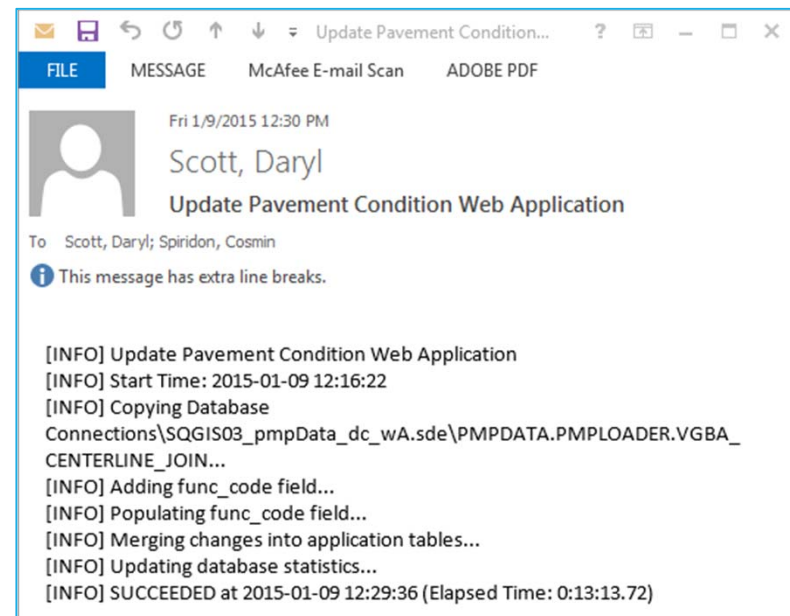 Update Pavement Condition... ?
FILE MESSAGE McAfee E-mail Scan ADOBE PDF
Fri 1/9/2015 12:30 PM
Scott, Daryl
Update Pavement Condition Web Application
To Scott, Daryl; Spiridon, Cosmin
This message has extra line breaks.
[INFO] Update Pavement Condition Web Application
[INFO] Start Time: 2015-01-09 12:16:22
[INFO] Copying Database
Connections\SQGIS03_pmpData_dc_wA.sde\PMPDATA.PMPLOADER.VGBA_
CENTERLINE_JOIN...
[INFO] Adding func_code field...
[INFO] Populating func_code field...
[INFO] Merging changes into application tables...
[INFO] Updating database statistics...
[INFO] SUCCEEDED at 2015-01-09 12:29:36 (Elapsed Time: 0:13:13.72)